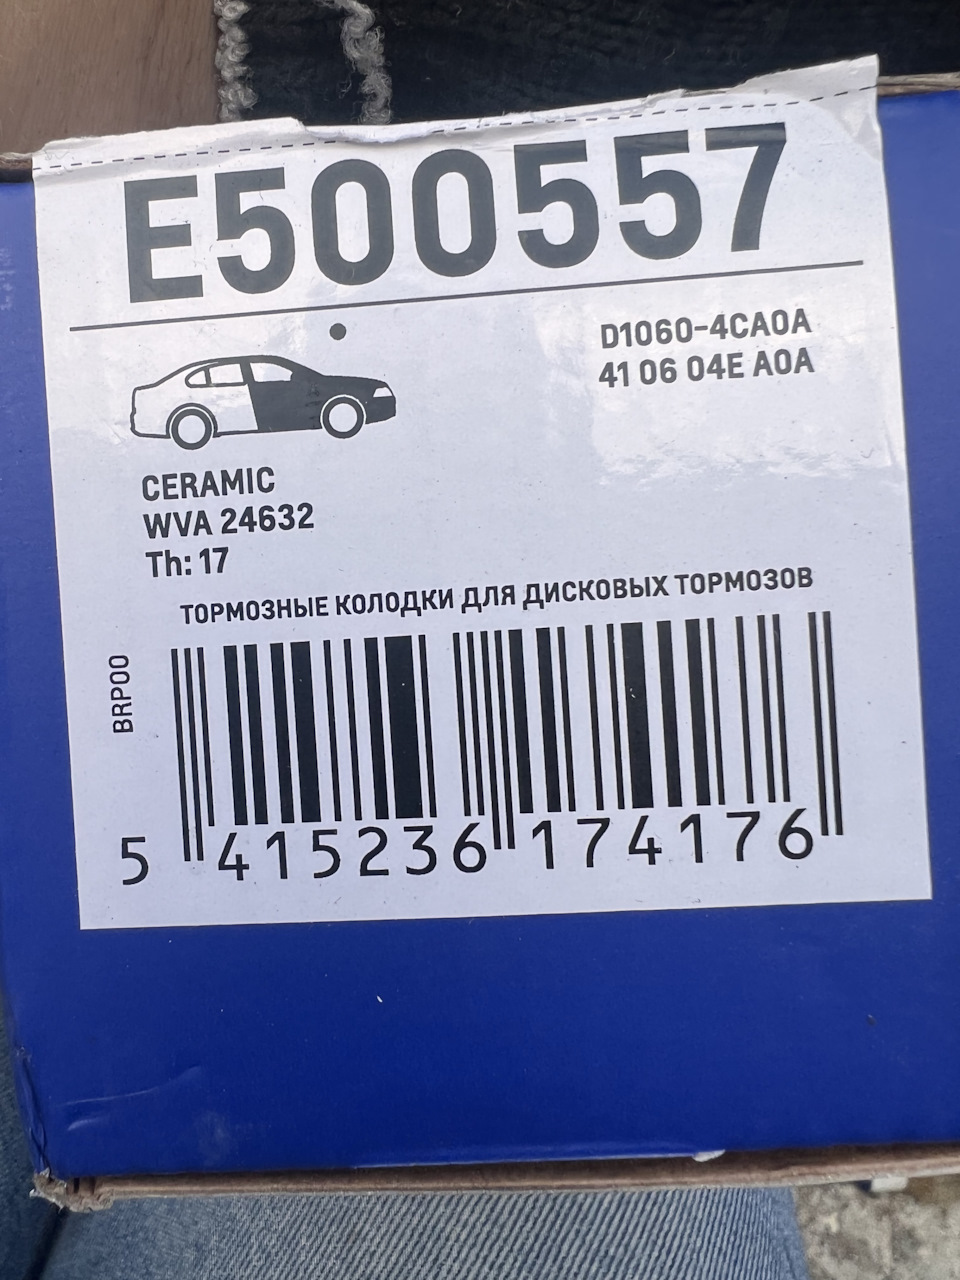 E500557
D1060-4CA0A
41 06 04E A0A
CERAMIC
WVA 24632
Th: 17
ТОРМОЗНЫЕ КОЛОДКИ ДЛЯ ДИСКОВЫХ ТОРМОЗОВ
BRP00
5 415236 174176